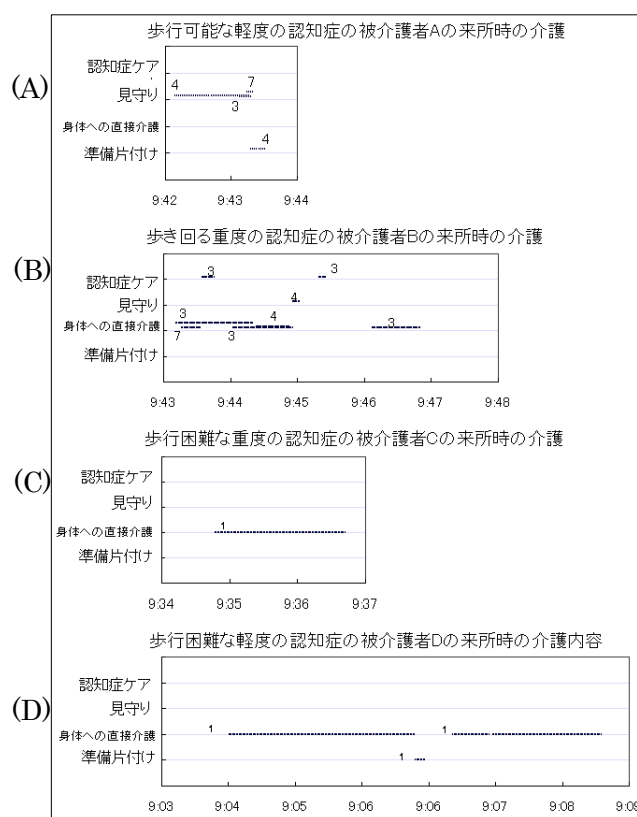 歩行可能な軽度の認知症の被介護者Aの来所時の介護
(A)
認知症ケア
見守り
身体への直接介護
準備片付け
4
7
3
4
9:42 9:43 9:44
歩き回る重度の認知症の被介護者Bの来所時の介護
(B)
認知症ケア
見守り
身体への直接介護
準備片付け
3
3
4
3
4
7
3
3
9:43 9:44 9:45 9:46 9:47 9:48
歩行困難な重度の認知症の被介護者Cの来所時の介護
(C)
認知症ケア
見守り
身体への直接介護
準備片付け
1
9:34 9:35 9:36 9:37
歩行困難な軽度の認知症の被介護者Dの来所時の介護内容
(D)
認知症ケア
見守り
身体への直接介護
準備片付け
1
1
1
9:03 9:04 9:05 9:06 9:06 9:07 9:08 9:09